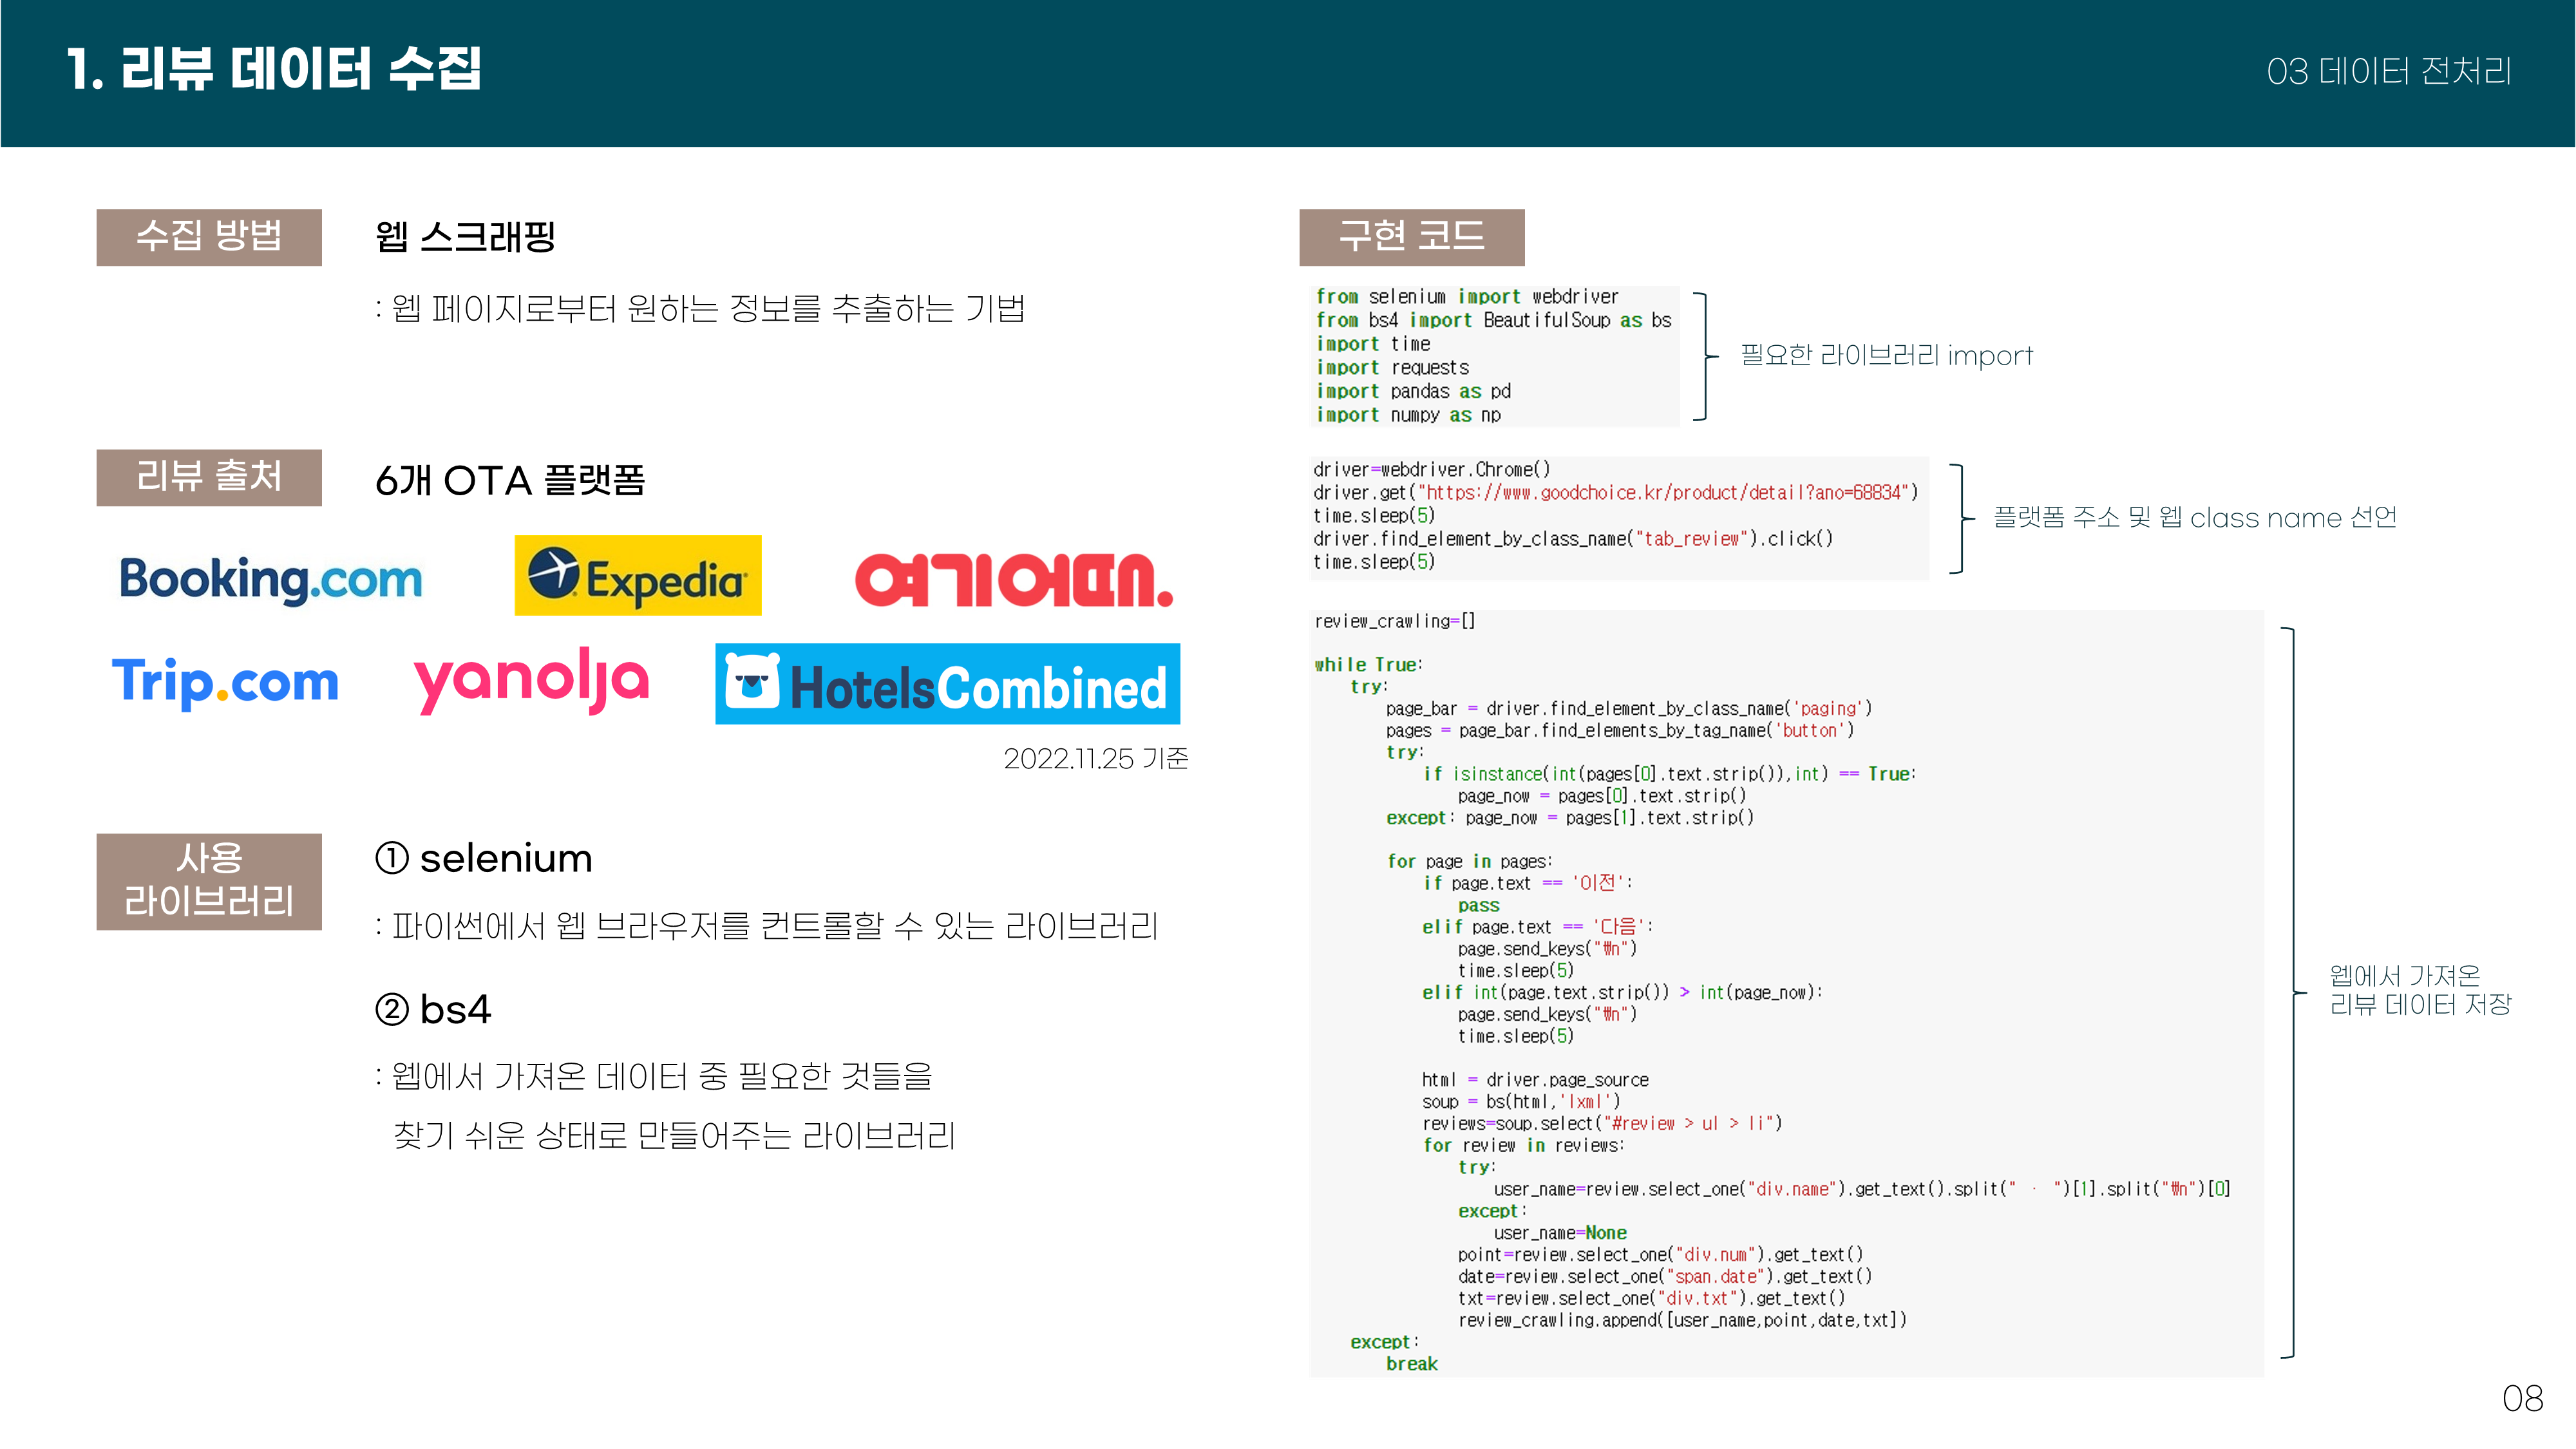 1. 리뷰 데이터 수집
03 데이터 전처리
수집 방법
웹 스크래핑
: 웹 페이지로부터 원하는 정보를 추출하는 기법
리뷰 출처
6개 OTA 플랫폼
Booking.com
Expedia
여기어때.
Trip.com
yanolja
HotelsCombined
2022.11.25 기준
사용
라이브러리
① selenium
: 파이썬에서 웹 브라우저를 컨트롤할 수 있는 라이브러리
② bs4
: 웹에서 가져온 데이터 중 필요한 것들을
찾기 쉬운 상태로 만들어주는 라이브러리
구현 코드
from selenium import webdriver
from bs4 import BeautifulSoup as bs
import time
import requests
import pandas as pd
import numpy as np
필요한 라이브러리 import
driver=webdriver.Chrome()
driver.get("https://www.goodchoice.kr/product/detail?ano=68834")
time.sleep(5)
driver.find_element_by_class_name("tab_review").click()
time.sleep(5)
플랫폼 주소 및 웹 class name 선언
review_crawling=[]
while True:
try:
page_bar = driver.find_element_by_class_name('paging')
pages = page_bar.find_elements_by_tag_name('button')
try:
if isinstance(int(pages[0].text.strip()),int) == True:
page_now = pages[0].text.strip()
except: page_now = pages[1].text.strip()
for page in pages:
if page.text == '이전':
pass
elif page.text == '다음':
page.send_keys("₩n")
time.sleep(5)
elif int(page.text.strip()) > int(page_now):
page.send_keys("₩n")
time.sleep(5)
html = driver.page_source
soup = bs(html,'lxml')
reviews=soup.select("#review > ul > li")
for review in reviews:
try:
user_name=review.select_one("div.name").get_text().split(" · ")[1].split("₩n")[0]
except:
user_name=None
point=review.select_one("div.num").get_text()
date=review.select_one("span.date").get_text()
txt=review.select_one("div.txt").get_text()
review_crawling.append([user_name,point,date,txt])
except:
break
웹에서 가져온
리뷰 데이터 저장
08